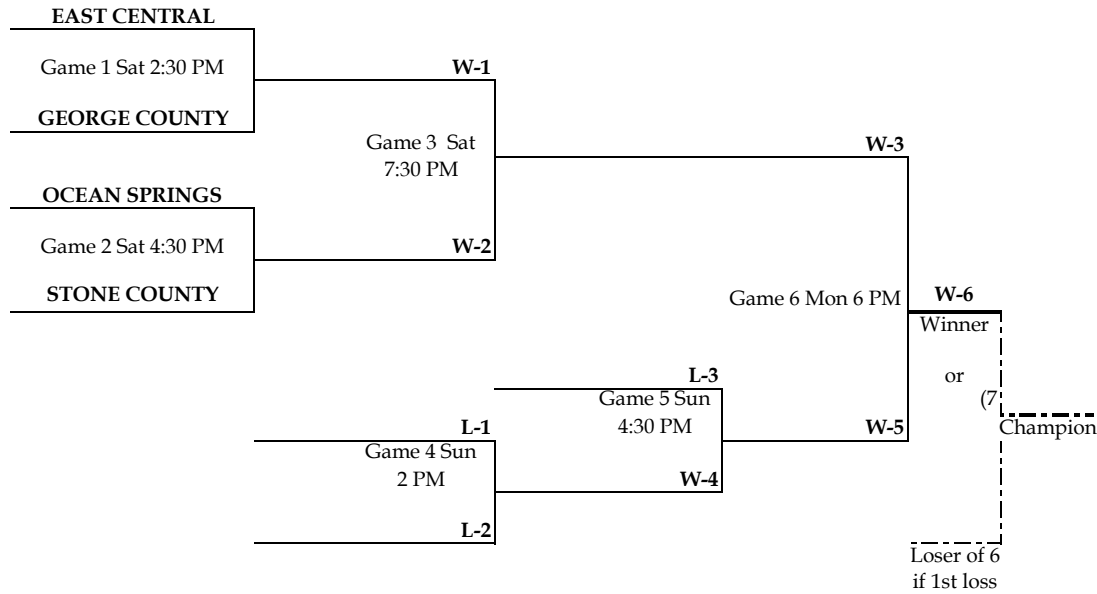 EAST CENTRAL
Game 1 Sat 2:30 PM
W-1
GEORGE COUNTY
Game 3 Sat
7:30 PM
W-3
OCEAN SPRINGS
Game 2 Sat 4:30 PM
W-2
STONE COUNTY
Game 6 Mon 6 PM
W-6
Winner
or
(7
Champion
L-3
Game 5 Sun
4:30 PM
W-5
L-1
Game 4 Sun
2 PM
W-4
L-2
Loser of 6
if 1st loss